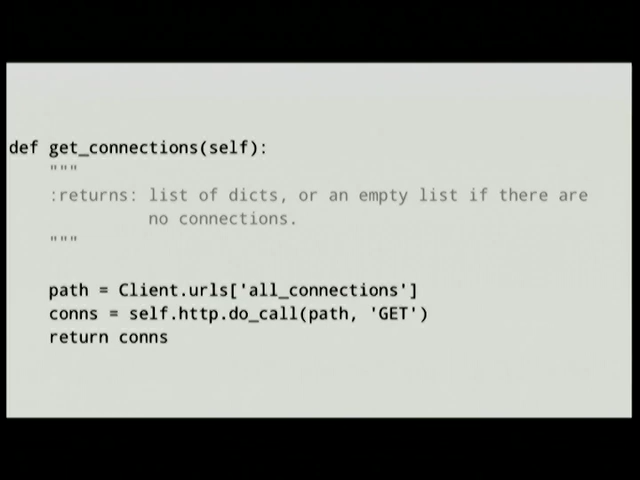 def get_connections(self):
    """
    :returns: list of dicts, or an empty list if there are
              no connections.
    """
    path = Client.urls['all_connections']
    conns = self.http.do_call(path, 'GET')
    return conns